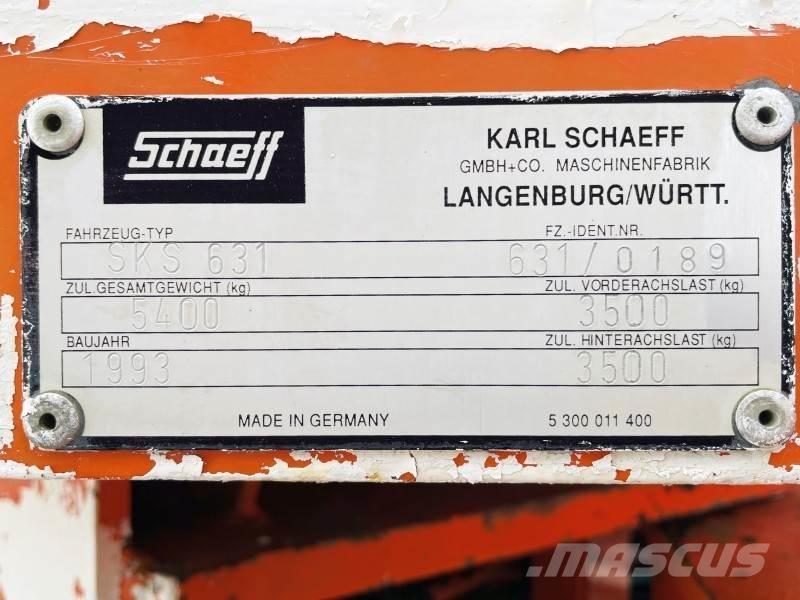 Schaeff
KARL SCHAEFF
GMBH+CO. MASCHINENFABRIK
LANGENBURG/WÜRTT.
FAHRZEUG-TYP FZ.-IDENT.NR.
SKS 631 631/0189
ZUL.GESAMTGEWICHT (kg) ZUL. VORDERACHSLAST (kg)
5400 3500
BAUJAHR ZUL. HINTERACHSLAST (kg)
1993 3500
MADE IN GERMANY 5 300 011 400
MASCUS